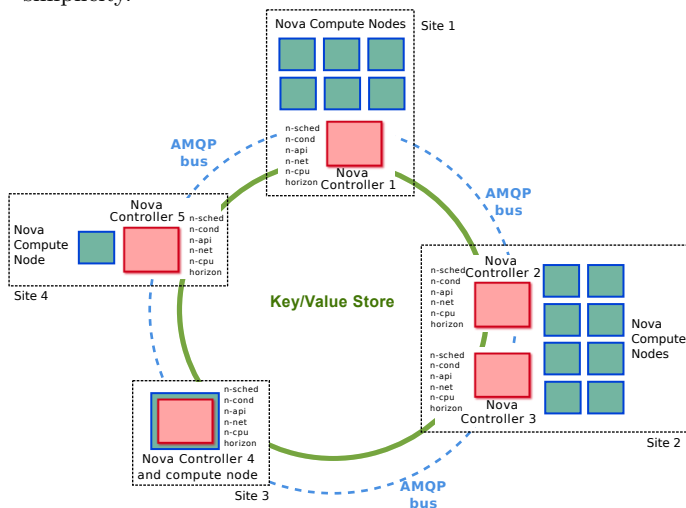 simplicity.
Nova Compute Nodes
Site 1
n-sched
n-cond
n-api
n-net
n-cpu
horizon
Nova
Controller 1
AMQP
bus
AMQP
bus
Nova
Controller 5
n-sched
n-cond
n-api
n-net
n-cpu
horizon
Nova
Compute
Node
Site 4
Key/Value Store
Nova
Controller 2
n-sched
n-cond
n-api
n-net
n-cpu
horizon
n-sched
n-cond
n-api
n-net
n-cpu
horizon
Nova
Controller 3
Nova
Compute
Nodes
Site 2
n-sched
n-cond
n-api
n-net
n-cpu
horizon
Nova Controller 4
and compute node
Site 3
AMQP
bus